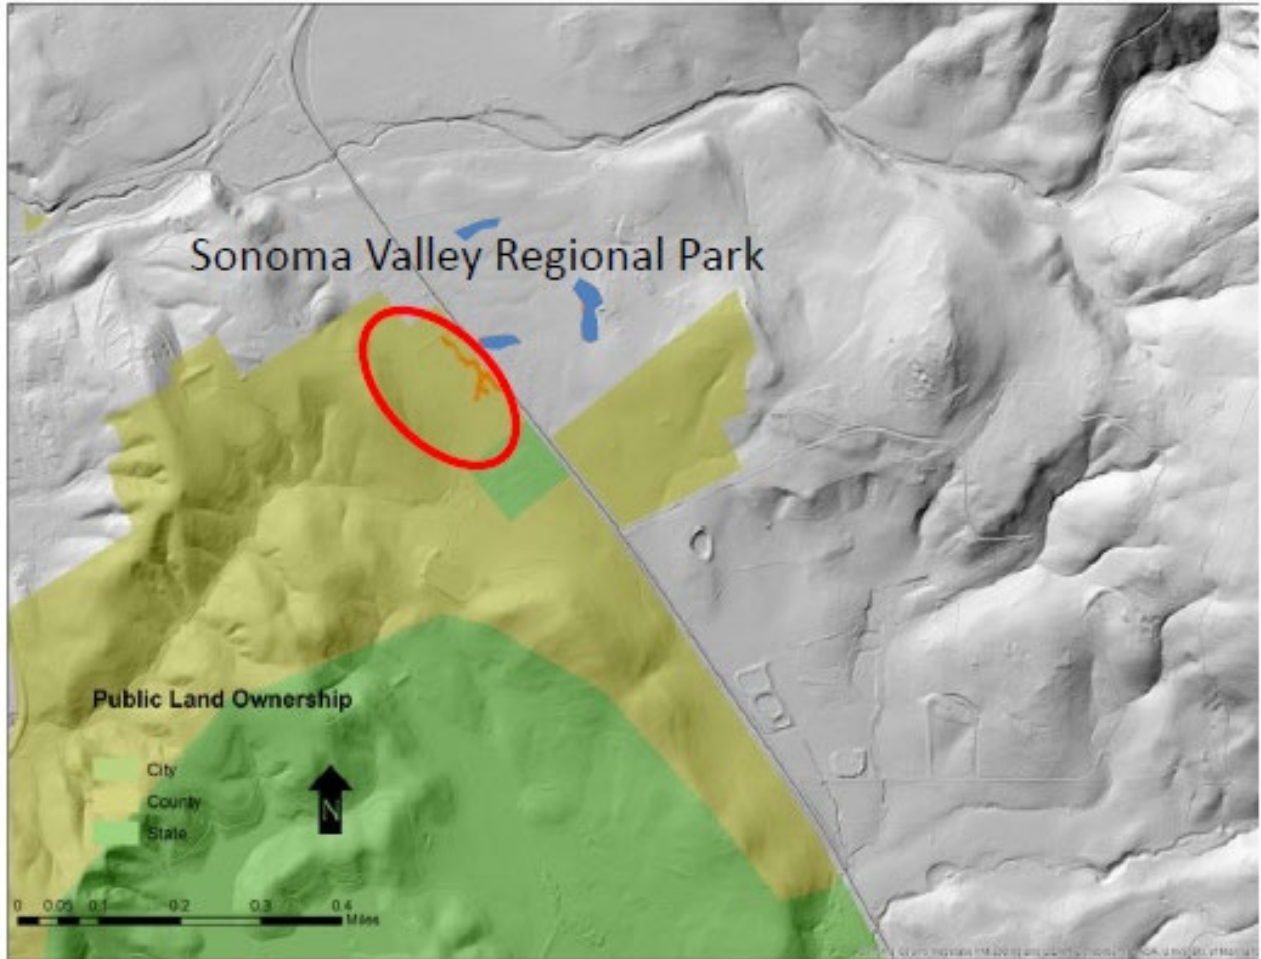 Sonoma Valley Regional Park
Public Land Ownership
City
County
State
N
0 0.05 0.1 0.2 0.3 0.4
Miles